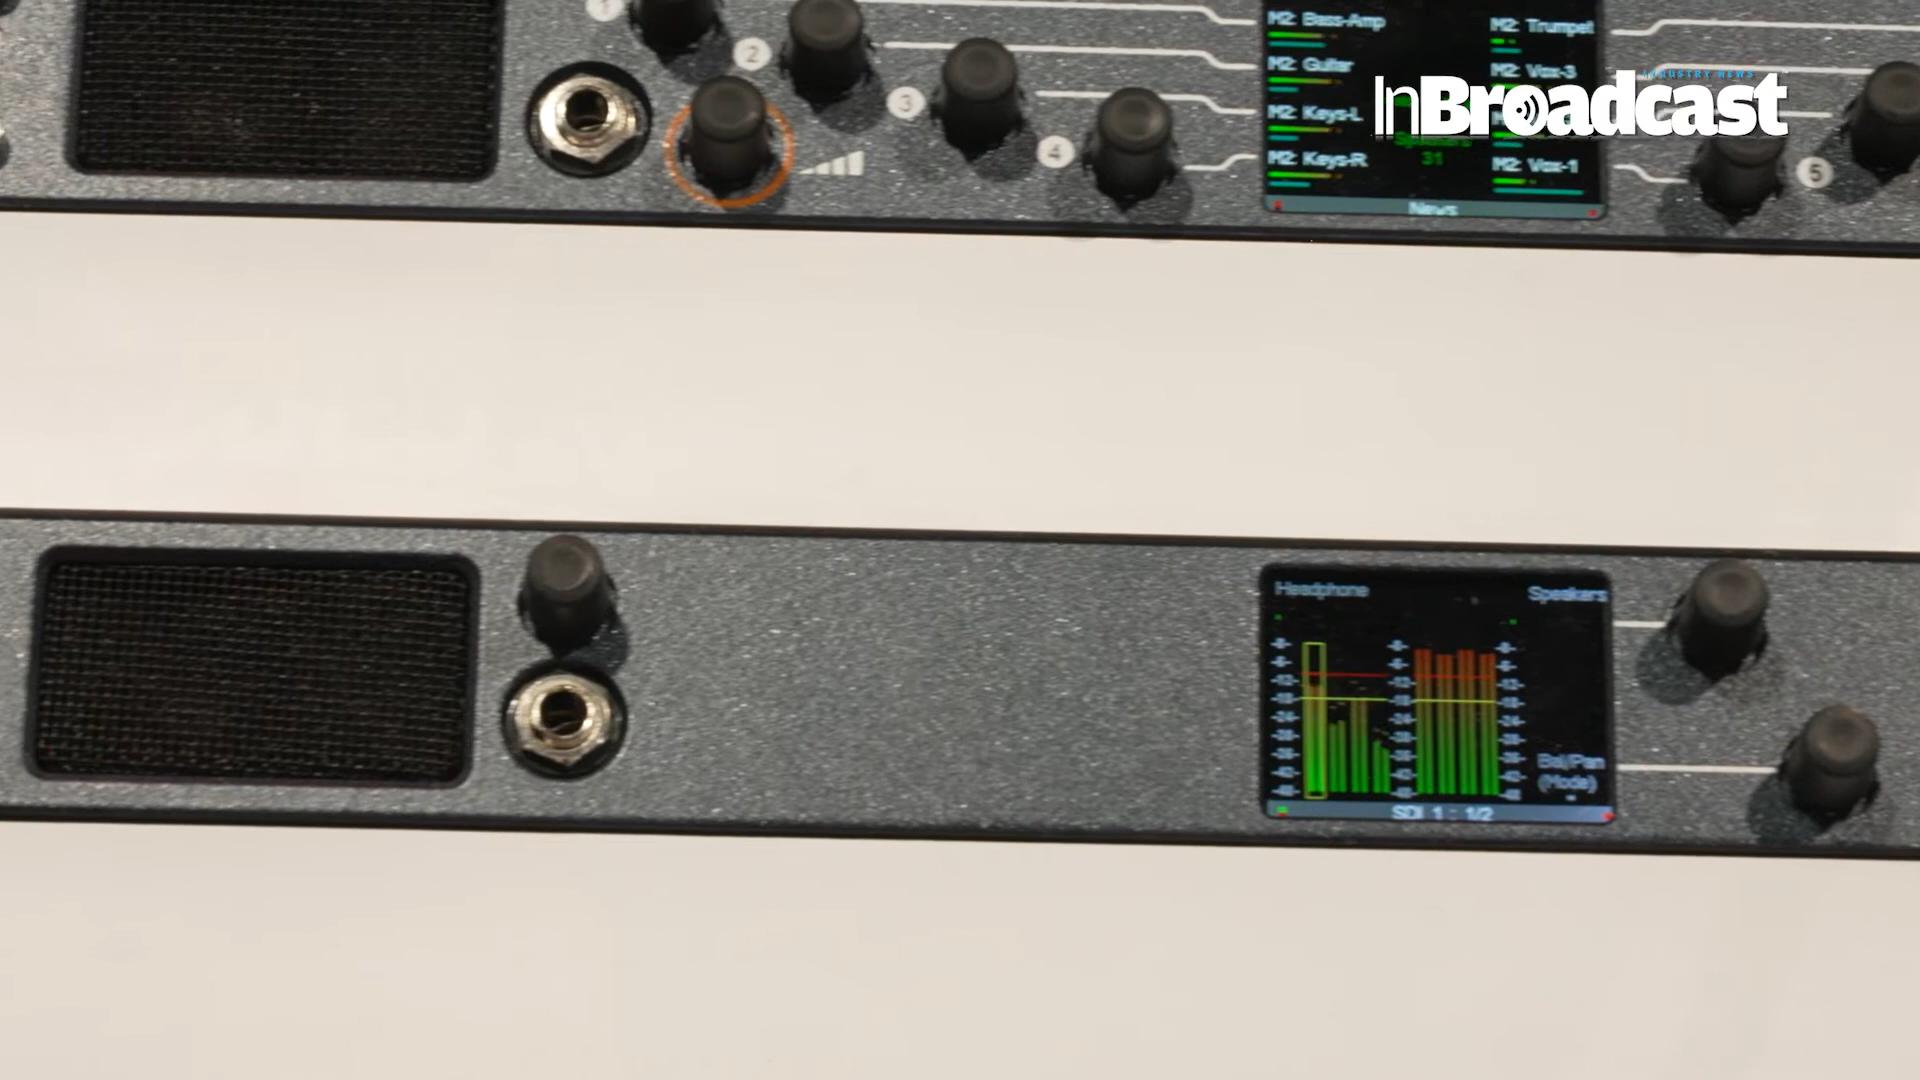 1
2
3
4
5
M2: Bass-Amp
M2: Guitar
M2: Keys-L
M2: Keys-R
M2: Trumpet
M2: Vox-3
M2: Vox-1
Speakers
31
News
INDUSTRY NEWS
InBroadcast
Headphone
Speakers
Bal/Pan
(Mode)
SDI 1 : 1/2